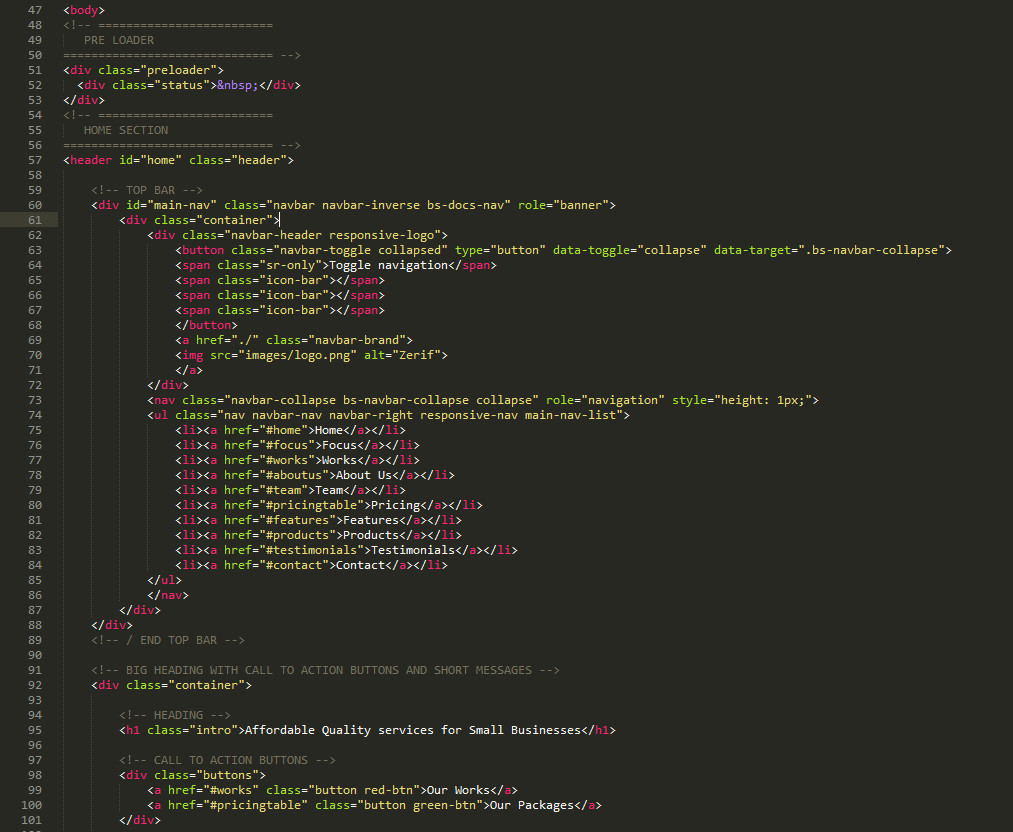 47 <body>
48 <!-- =========================
49 PRE LOADER
50 ============================== -->
51 <div class="preloader">
52 <div class="status">&nbsp;</div>
53 </div>
54 <!-- =========================
55 HOME SECTION
56 ============================== -->
57 <header id="home" class="header">
58
59 <!-- TOP BAR -->
60 <div id="main-nav" class="navbar navbar-inverse bs-docs-nav" role="banner">
61 <div class="container">
62 <div class="navbar-header responsive-logo">
63 <button class="navbar-toggle collapsed" type="button" data-toggle="collapse" data-target=".bs-navbar-collapse">
64 <span class="sr-only">Toggle navigation</span>
65 <span class="icon-bar"></span>
66 <span class="icon-bar"></span>
67 <span class="icon-bar"></span>
68 </button>
69 <a href="./" class="navbar-brand">
70 <img src="images/logo.png" alt="Zerif">
71 </a>
72 </div>
73 <nav class="navbar-collapse bs-navbar-collapse collapse" role="navigation" style="height: 1px;">
74 <ul class="nav navbar-nav navbar-right responsive-nav main-nav-list">
75 <li><a href="#home">Home</a></li>
76 <li><a href="#focus">Focus</a></li>
77 <li><a href="#works">Works</a></li>
78 <li><a href="#aboutus">About Us</a></li>
79 <li><a href="#team">Team</a></li>
80 <li><a href="#pricingtable">Pricing</a></li>
81 <li><a href="#features">Features</a></li>
82 <li><a href="#products">Products</a></li>
83 <li><a href="#testimonials">Testimonials</a></li>
84 <li><a href="#contact">Contact</a></li>
85 </ul>
86 </nav>
87 </div>
88 </div>
89 <!-- / END TOP BAR -->
90
91 <!-- BIG HEADING WITH CALL TO ACTION BUTTONS AND SHORT MESSAGES -->
92 <div class="container">
93
94 <!-- HEADING -->
95 <h1 class="intro">Affordable Quality services for Small Businesses</h1>
96
97 <!-- CALL TO ACTION BUTTONS -->
98 <div class="buttons">
99 <a href="#works" class="button red-btn">Our Works</a>
100 <a href="#pricingtable" class="button green-btn">Our Packages</a>
101 </div>